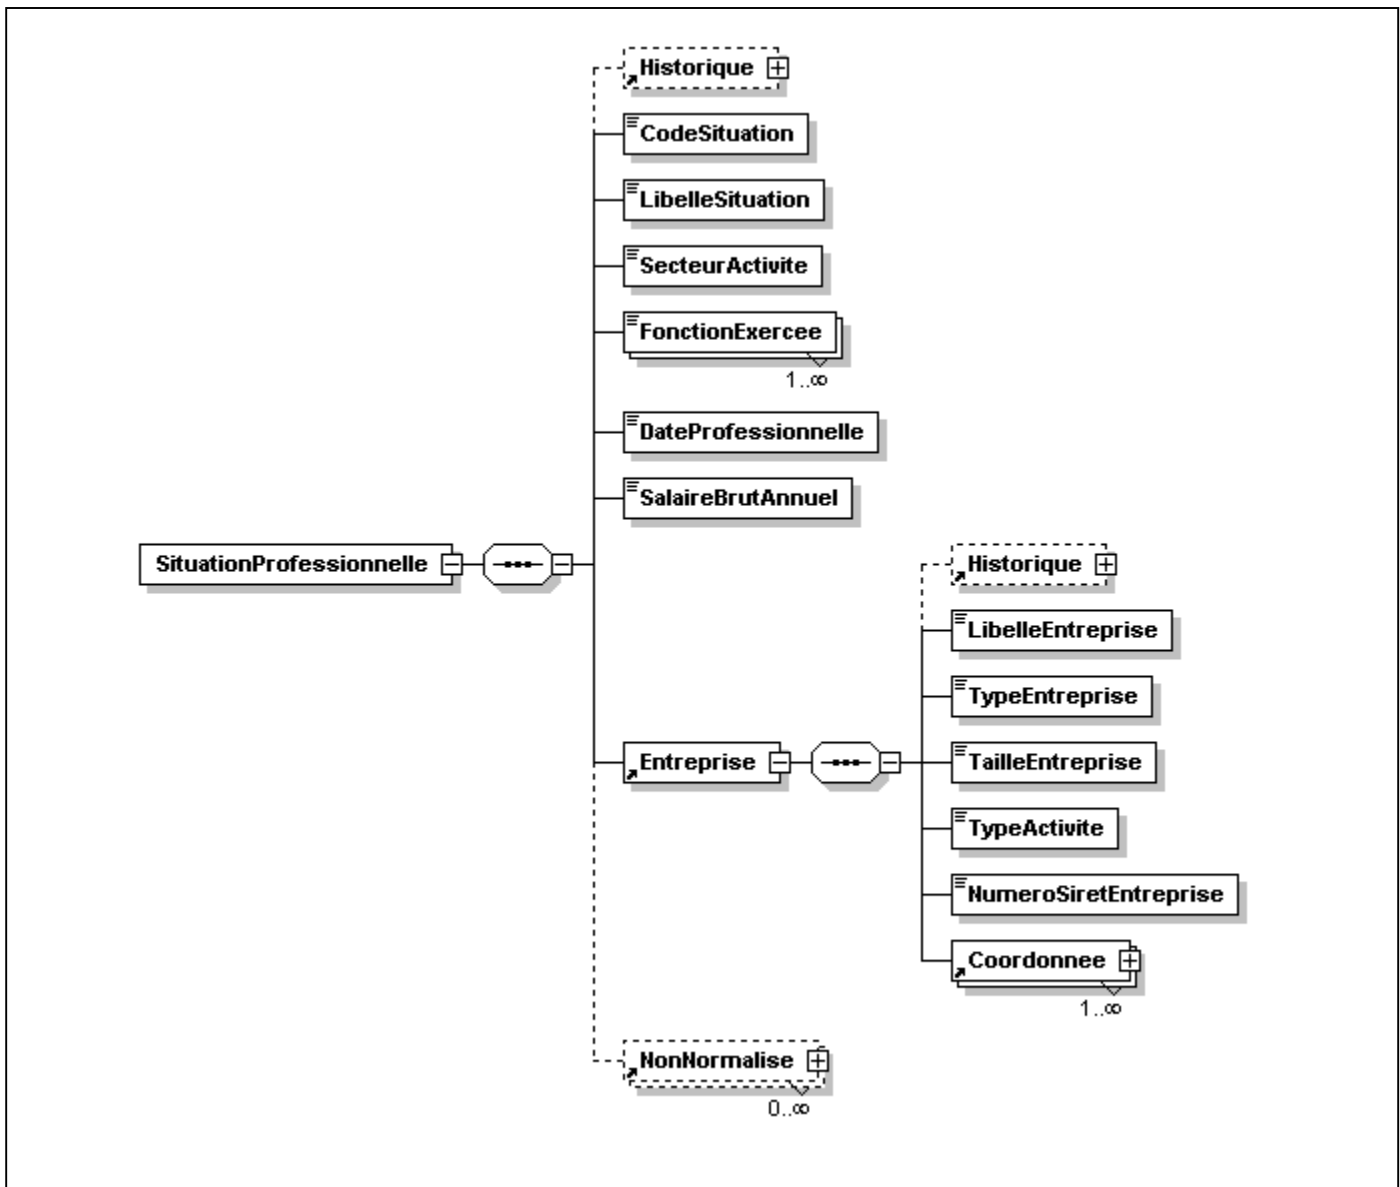 Historique
CodeSituation
LibelleSituation
SecteurActivite
FonctionExercee
1..∞
DateProfessionnelle
SalaireBrutAnnuel
SituationProfessionnelle
Historique
LibelleEntreprise
TypeEntreprise
Entreprise
TailleEntreprise
TypeActivite
NumeroSiretEntreprise
Coordonnee
1..∞
NonNormalise
0..∞